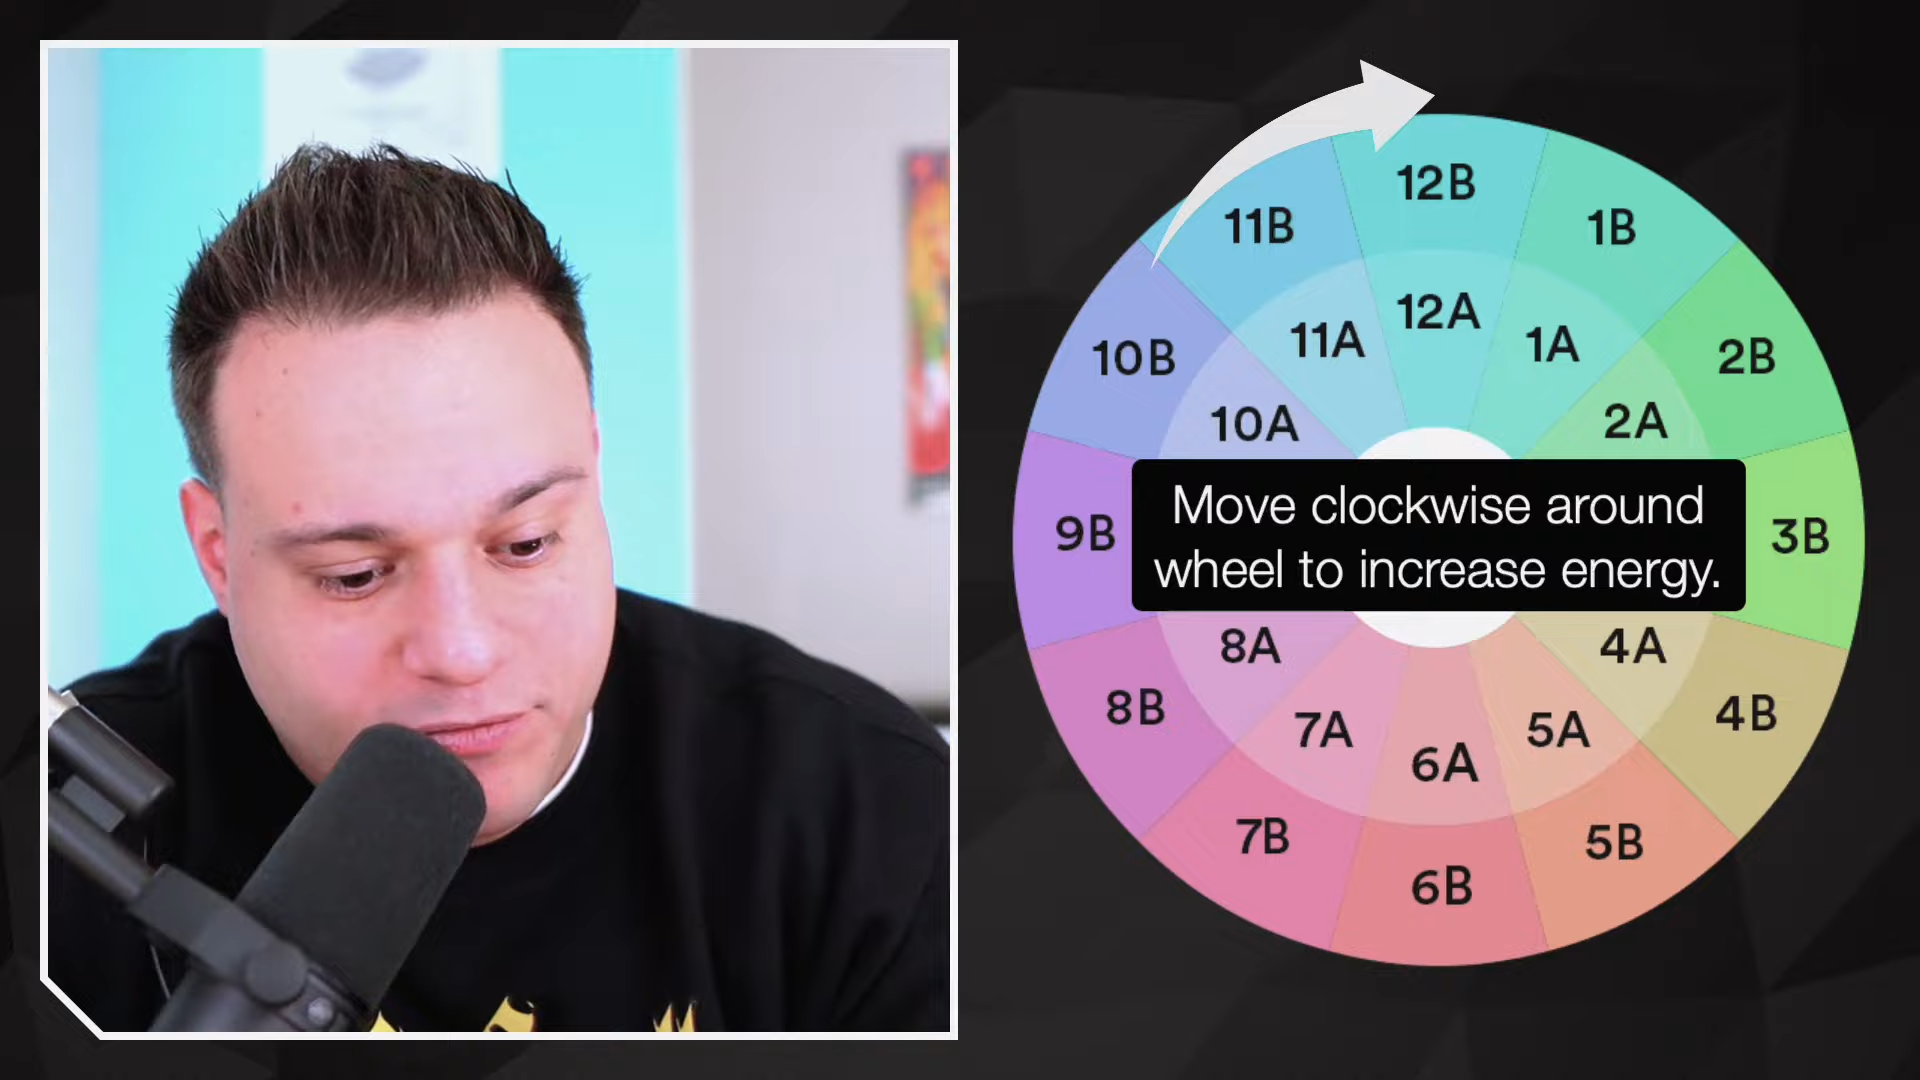 12B
11B
1B
12A
11A
1A
10B
2B
10A
2A
Move clockwise around
wheel to increase energy.
9B
3B
8A
4A
8B
4B
7A
5A
6A
7B
5B
6B